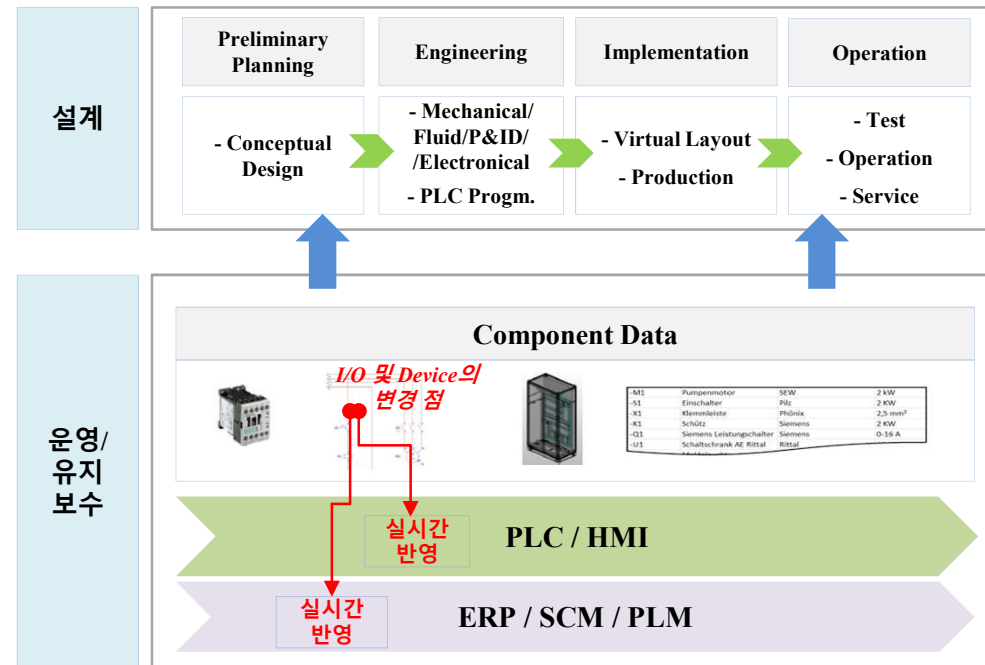 설계
Preliminary
Planning
Engineering
Implementation
Operation
- Conceptual
Design
- Mechanical/
Fluid/P&ID/
/Electronical
- PLC Progm.
- Virtual Layout
- Production
- Test
- Operation
- Service
운영/
유지
보수
Component Data
I/O 및 Device의
변경 점
-M1 Pumpenmotor SEW 2 kW
-S1 Einschalter Pilz 2 KW
-X1 Klemmleiste Phönix 2,5 mm²
-K1 Schütz Siemens 2 KW
-Q1 Siemens Leistungschalter Siemens 0-16 A
-U1 Schaltschrank AE Rittal Rittal
실시간
반영
PLC / HMI
실시간
반영
ERP / SCM / PLM